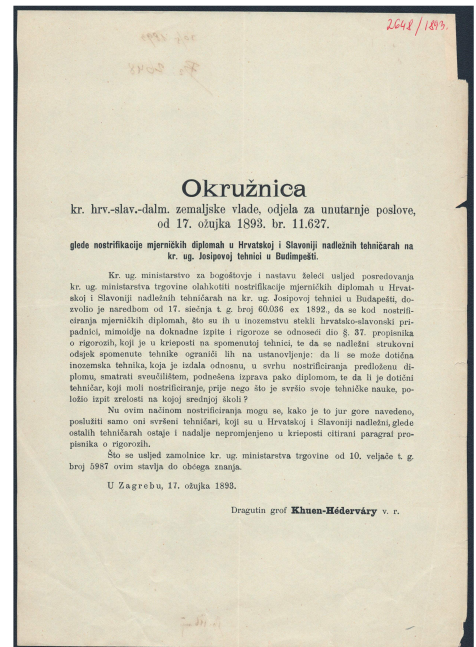 2648/1893.
Okružnica
kr. hrv.-slav.-dalm. zemaljske vlade, odjela za unutarnje poslove,
od 17. ožujka 1893. br. 11.627.
glede nostrifikacije mjerničkih diplomah u Hrvatskoj i Slavoniji nadležnih tehničarah na
kr. ug. Josipovoj tehnici u Budimpešti.
Kr. ug. ministarstvo za bogoštovje i nastavu želeći usljed posredovanja
kr. ug. ministarstva trgovine olahkotiti nostrifikacije mjerničkih diplomah u Hrvat-
skoj i Slavoniji nadležnih tehničarah na kr. ug. Josipovoj tehnici u Budapešti, do-
zvolio je naredbom od 17. siečnja t. g. broj 60.036 ex 1892., da se kod nostrifi-
ciranja mjerničkih diplomah, što su ih u inozemstvu stekli hrvatsko-slavonski pri-
padnici, mimoidje na doknadne izpite i rigoroze se odnoseći dio §. 37. propisnika
o rigorozih, koji je u krieposti na spomenutoj tehnici, te da se nadležni strukovni
odsjek spomenute tehnike ograniči lih na ustanovljenje: da li se može dotična
inozemska tehnika, koja je izdala odnosnu, u svrhu nostrificiranja predloženu di-
plomu, smatrati sveučilištem, podnešena izprava pako diplomom, te da li je dotični
tehničar, koji moli nostrificiranje, prije nego što je svršio svoje tehničke nauke, po-
ložio izpit zrelosti na kojoj srednjoj školi?
Nu ovim načinom nostrificiranja mogu se, kako je to jur gore navedeno,
poslužiti samo oni svršeni tehničari, koji su u Hrvatskoj i Slavoniji nadležni, glede
ostalih tehničarah ostaje i nadalje nepromjenjeno u krieposti citirani paragraf pro-
pisnika o rigorozih.
Što se usljed zamolnice kr. ug. ministarstva trgovine od 10. veljače t. g.
broj 5987 ovim stavlja do obćega znanja.
U Zagrebu, 17. ožujka 1893.
Dragutin grof Khuen-Héderváry v. r.